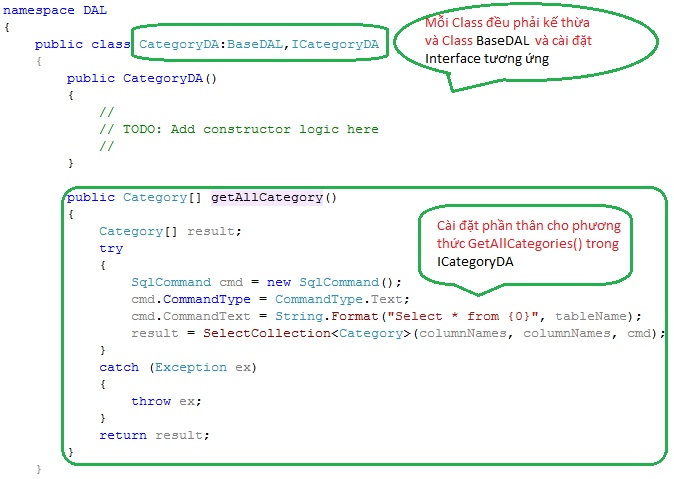 namespace DAL
{
public class CategoryDA:BaseDAL,ICategoryDA
{
public CategoryDA()
{
//
// TODO: Add constructor logic here
//
}
public Category[] getAllCategory()
{
Category[] result;
try
{
SqlCommand cmd = new SqlCommand();
cmd.CommandType = CommandType.Text;
cmd.CommandText = String.Format("Select * from {0}", tableName);
result = SelectCollection<Category>(columnNames, columnNames, cmd);
}
catch (Exception ex)
{
throw ex;
}
return result;
}
}
Mỗi Class đều phải kế thừa
và Class BaseDAL và cài đặt
Interface tương ứng
Cài đặt phần thân cho phương
thức GetAllCategories() trong
ICategoryDA